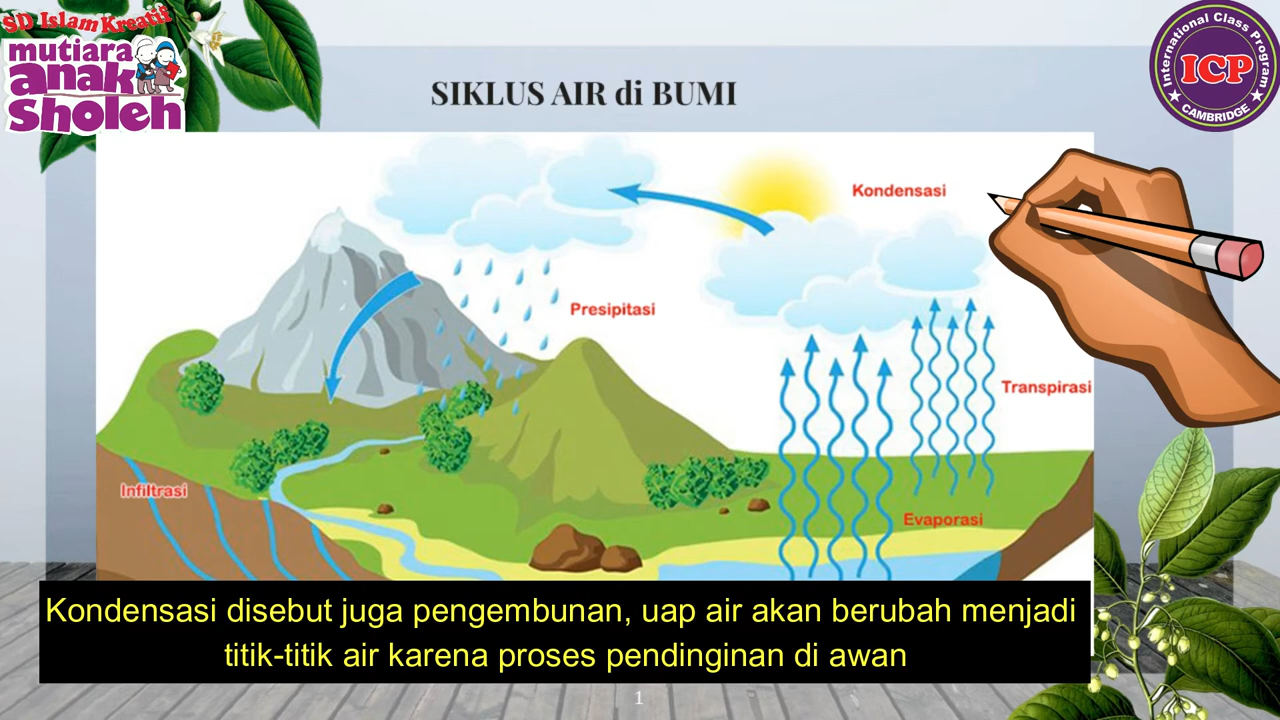 SD Islam Kreatif
mutiara
anak
Sholeh
International Class Program
ICP
CAMBRIDGE
SIKLUS AIR di BUMI
Kondensasi
Presipitasi
Transpirasi
Infiltrasi
Evaporasi
Kondensasi disebut juga pengembunan, uap air akan berubah menjadi
titik-titik air karena proses pendinginan di awan
1